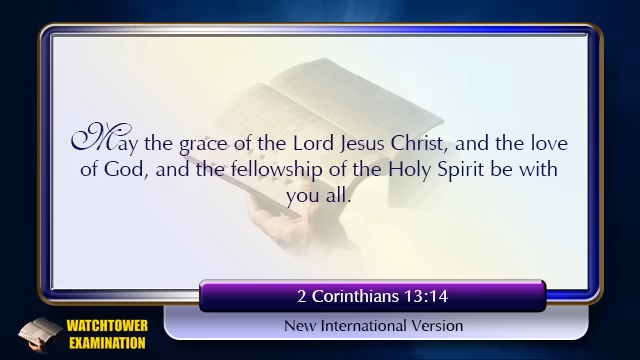 May the grace of the Lord Jesus Christ, and the love
of God, and the fellowship of the Holy Spirit be with
you all.
2 Corinthians 13:14
New International Version
WATCHTOWER
EXAMINATION